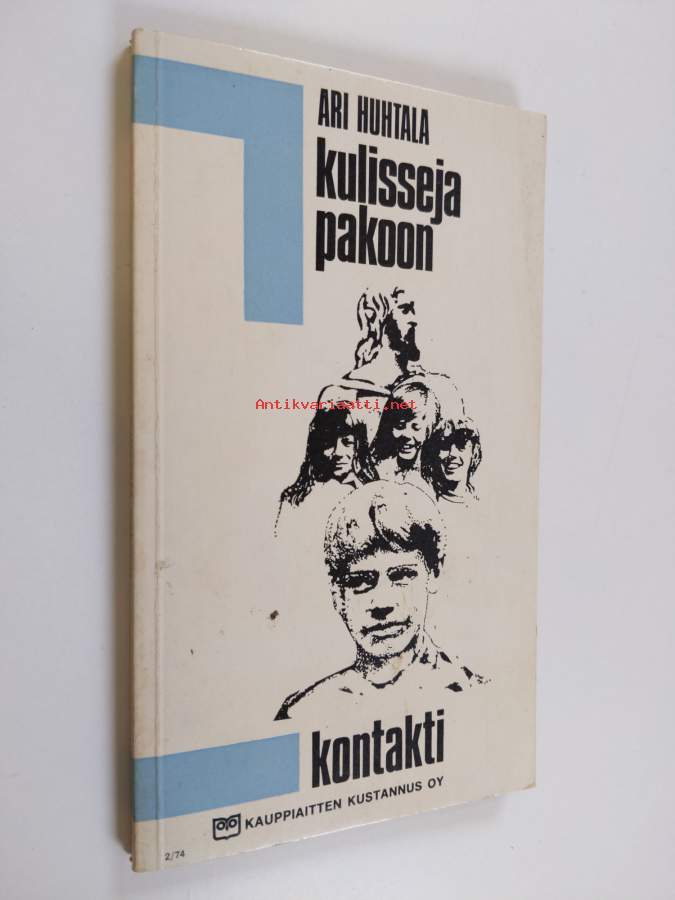 ARI HUHTALA
kulisseja
pakoon
Antikvariaatti.net
kontakti
KAUPPIAITTEN KUSTANNUS OY
2/74